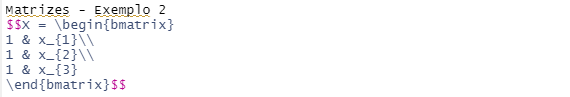 Matrizes - Exemplo 2
$$X = \begin{bmatrix}
1 & x_{1}\\
1 & x_{2}\\
1 & x_{3}
\end{bmatrix}$$